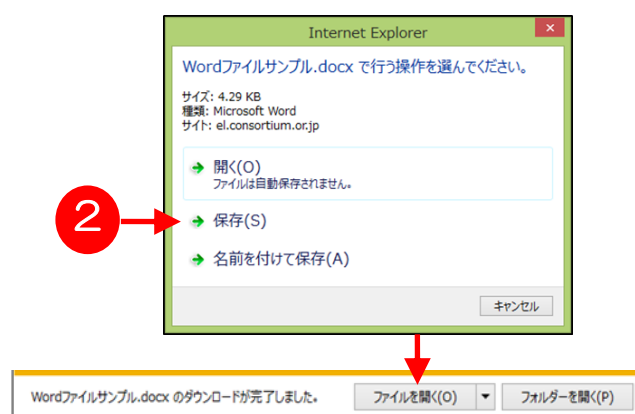 Internet Explorer
Wordファイルサンプル.docx で行う操作を選んでください。
サイズ: 4.29 KB
種類: Microsoft Word
サイト: el.consortium.or.jp
開く(O)
ファイルは自動保存されません。
2
保存(S)
名前を付けて保存(A)
キャンセル
Wordファイルサンプル.docx のダウンロードが完了しました。 ファイルを開く(O) フォルダーを開く(P)